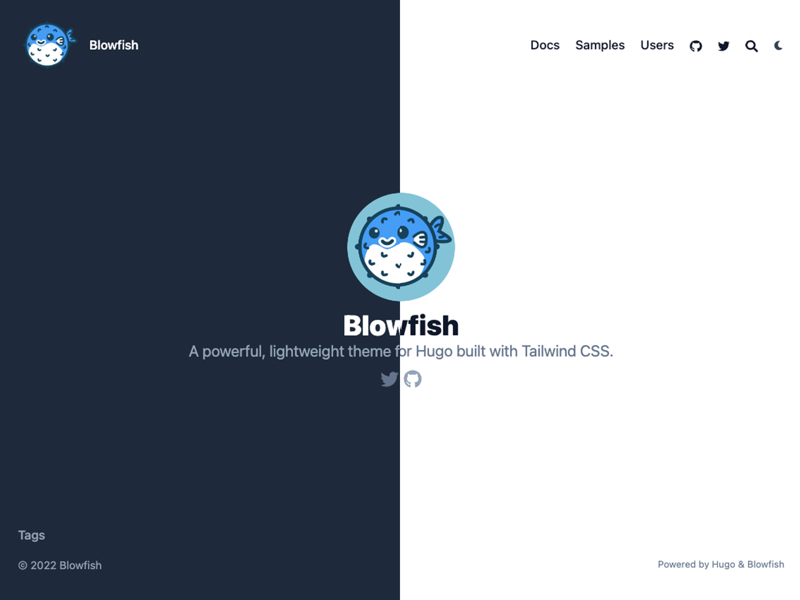 Blowfish
Docs Samples Users
Blowfish
A powerful, lightweight theme for Hugo built with Tailwind CSS.
Tags
© 2022 Blowfish
Powered by Hugo & Blowfish